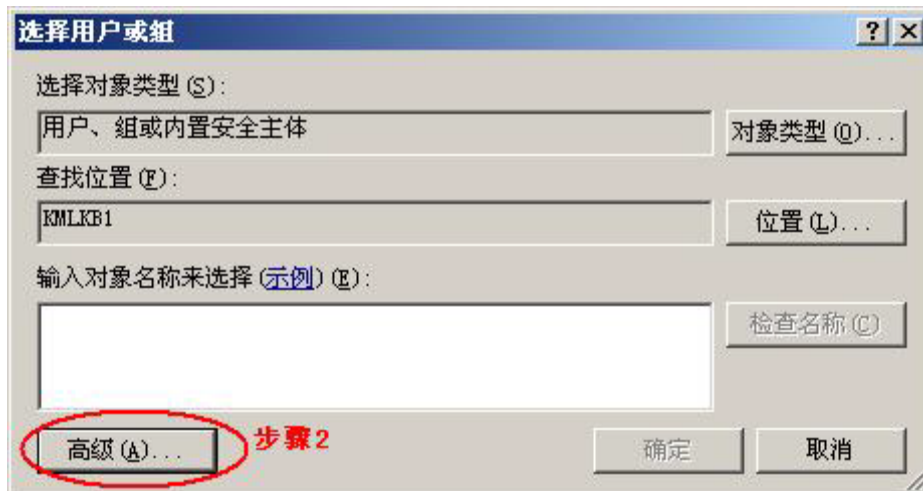 选择用户或组
选择对象类型(S):
用户、组或内置安全主体
对象类型(O)...
查找位置(F):
KMLKB1
位置(L)...
输入对象名称来选择(示例)(E):
检查名称(C)
高级(A)...
步骤2
确定
取消